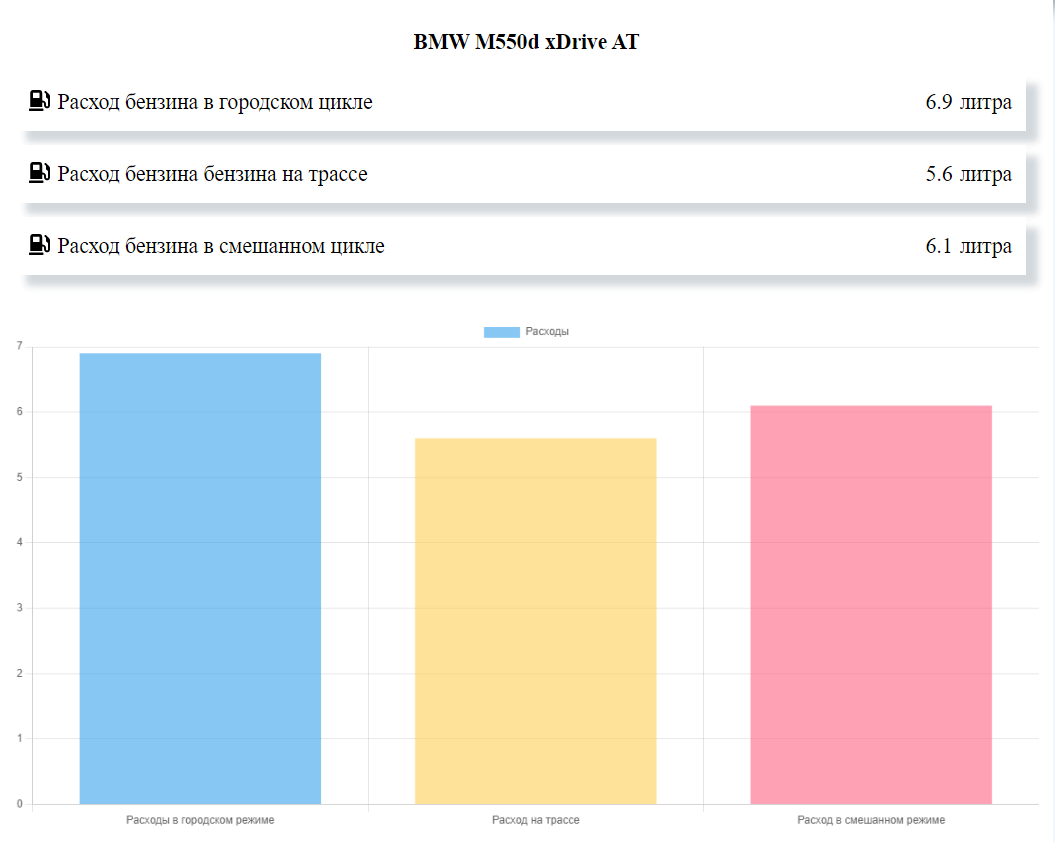 BMW M550d xDrive AT
Расход бензина в городском цикле 6.9 литра
Расход бензина бензина на трассе 5.6 литра
Расход бензина в смешанном цикле 6.1 литра
Расходы
7
6
5
4
3
2
1
0
Расходы в городском режиме Расход на трассе Расход в смешанном режиме